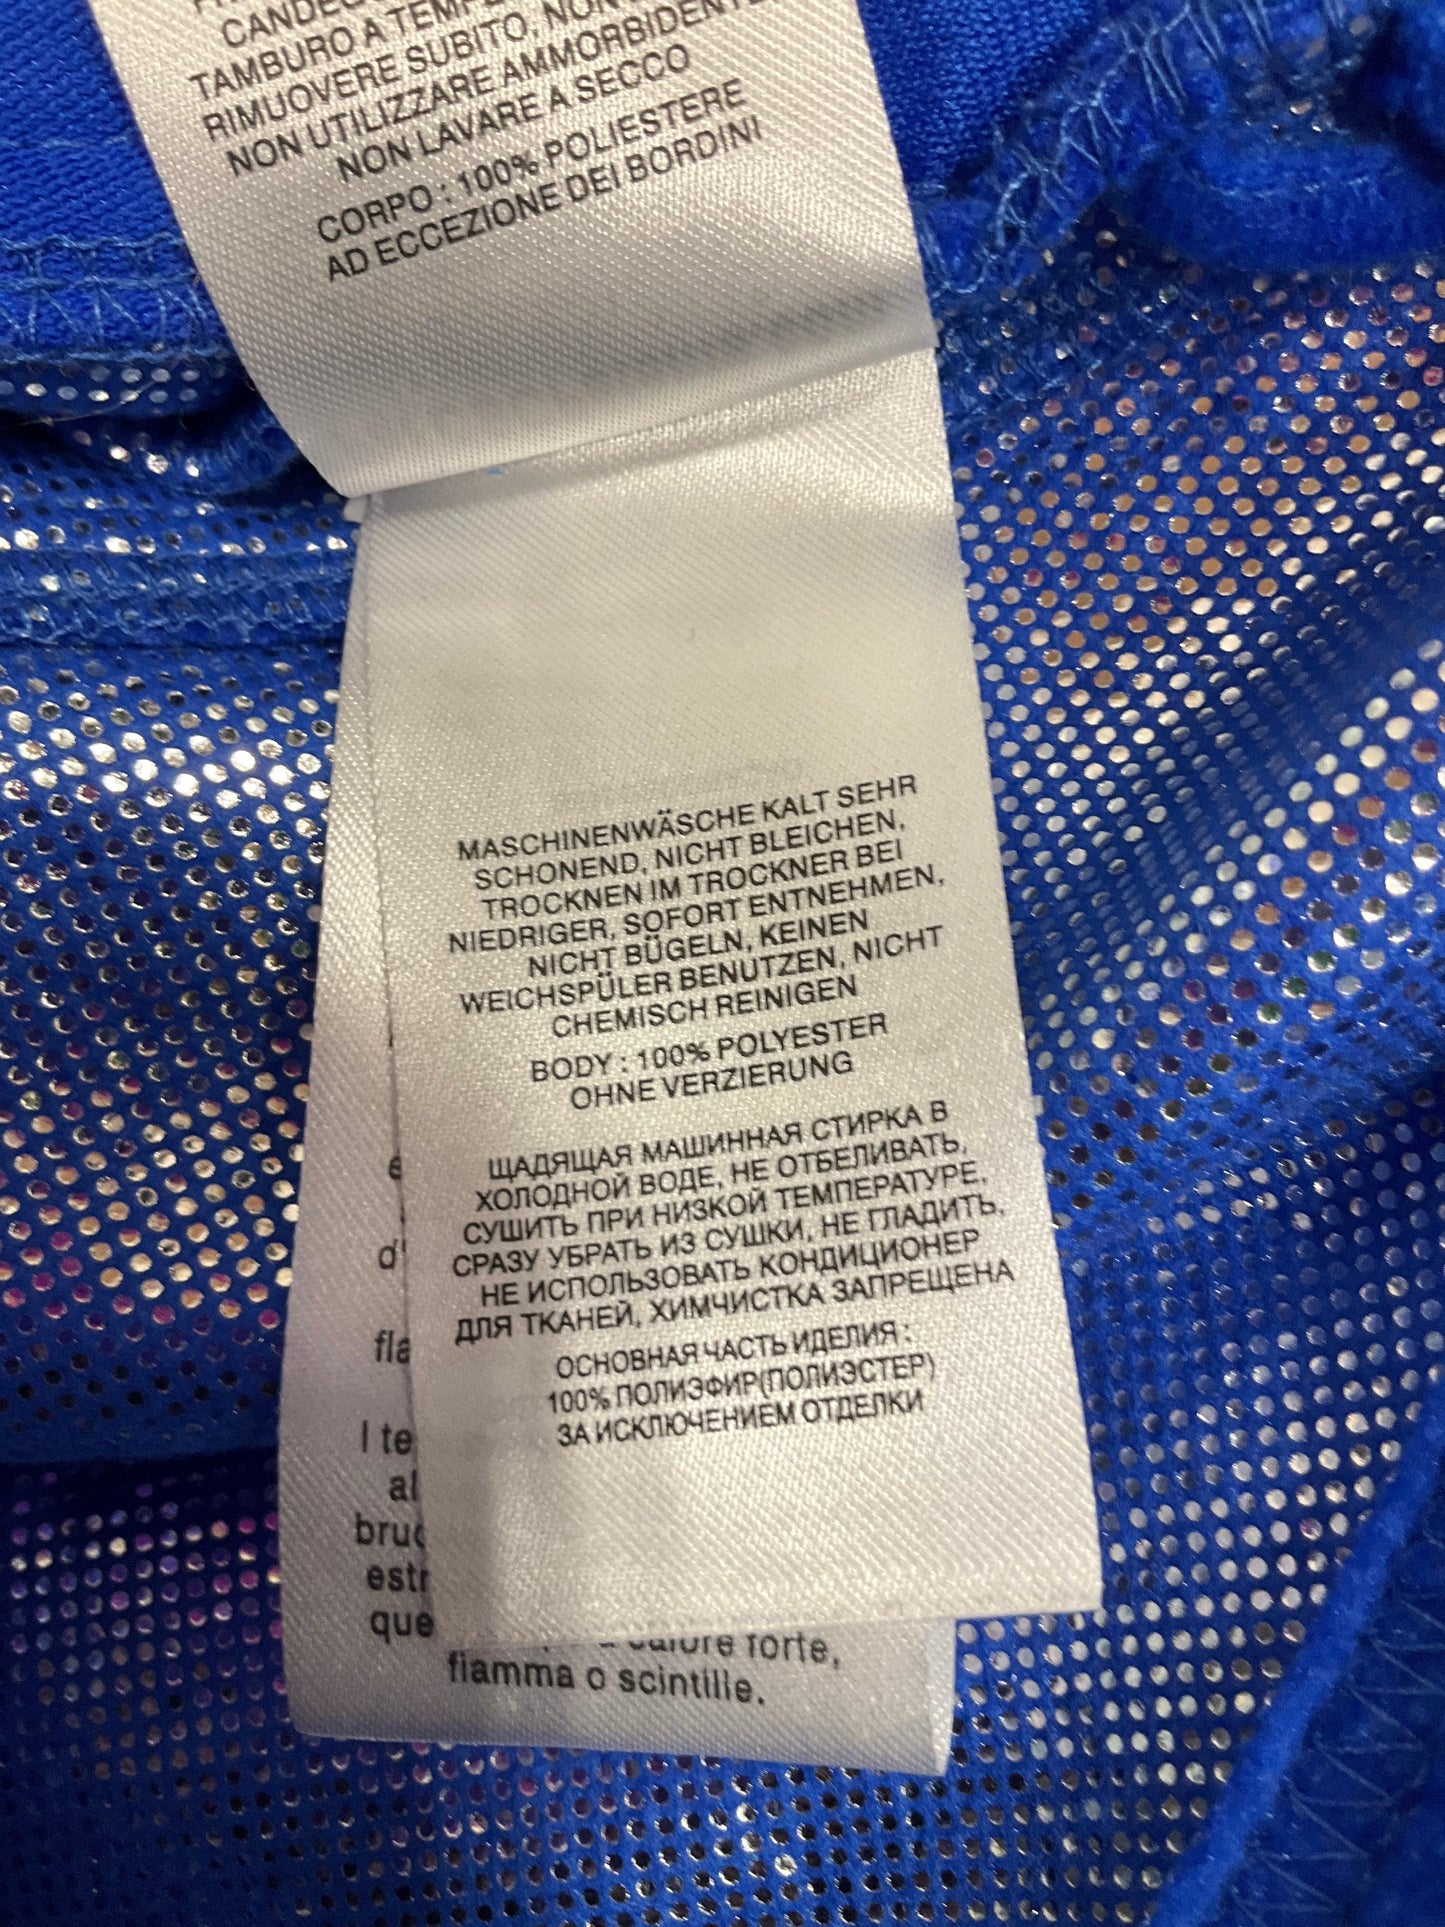 TAMBURO A
RIMUOVERE SUBITO, NON
NON UTILIZZARE AMMORBIDENTE
NON LAVARE A SECCO
CORPO : 100% POLIESTERE
AD ECCEZIONE DEI BORDINI
MASCHINENWÄSCHE KALT SEHR
SCHONEND, NICHT BLEICHEN,
TROCKNEN IM TROCKNER BEI
NIEDRIGER, SOFORT ENTNEHMEN,
NICHT BÜGELN, KEINEN
WEICHSPÜLER BENUTZEN, NICHT
CHEMISCH REINIGEN
BODY : 100% POLYESTER
OHNE VERZIERUNG
ЩАДЯЩАЯ МАШИННАЯ СТИРКА В
ХОЛОДНОЙ ВОДЕ, НЕ ОТБЕЛИВАТЬ,
СУШИТЬ ПРИ НИЗКОЙ ТЕМПЕРАТУРЕ,
СРАЗУ УБРАТЬ ИЗ СУШКИ, НЕ ГЛАДИТЬ,
НЕ ИСПОЛЬЗОВАТЬ КОНДИЦИОНЕР
ДЛЯ ТКАНЕЙ, ХИМЧИСТКА ЗАПРЕЩЕНА
ОСНОВНАЯ ЧАСТЬ ИДЕЛИЯ :
100% ПОЛИЭФИР(ПОЛИЭСТЕР)
ЗА ИСКЛЮЧЕНИЕМ ОТДЕЛКИ
d'
fla
I te
al
bruc
estr
que
calore forte,
fiamma o scintille.